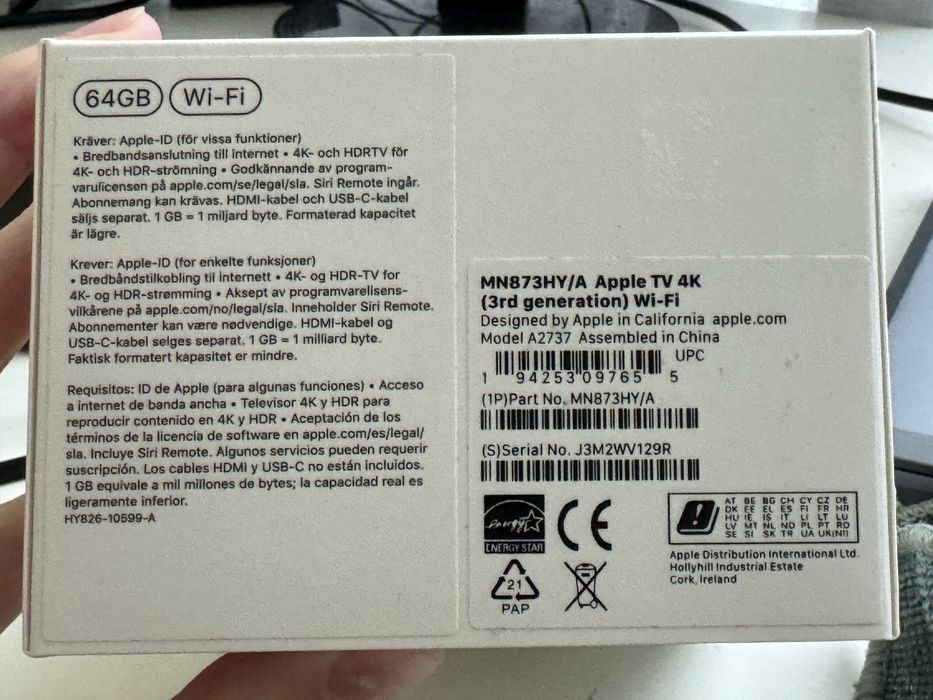 64GB Wi-Fi
Kräver: Apple-ID (för vissa funktioner)
• Bredbandsanslutning till internet • 4K- och HDRTV för
4K- och HDR-strömning • Godkännande av program-
varulicensen på apple.com/se/legal/sla. Siri Remote ingår.
Abonnemang kan krävas. HDMI-kabel och USB-C-kabel
säljs separat. 1 GB = 1 miljard byte. Formaterad kapacitet
är lägre.
Krever: Apple-ID (for enkelte funksjoner)
• Bredbåndstilkobling til internett • 4K- og HDR-TV for
4K- og HDR-strømming • Aksept av programvarelisens-
vilkårene på apple.com/no/legal/sla. Inneholder Siri Remote.
Abonnementer kan være nødvendige. HDMI-kabel og
USB-C-kabel selges separat. 1 GB = 1 milliard byte.
Faktisk formatert kapasitet er mindre.
Requisitos: ID de Apple (para algunas funciones) • Acceso
a internet de banda ancha • Televisor 4K y HDR para
reproducir contenido en 4K y HDR • Aceptación de los
términos de la licencia de software en apple.com/es/legal/
sla. Incluye Siri Remote. Algunos servicios pueden requerir
suscripción. Los cables HDMI y USB-C no están incluidos.
1 GB equivale a mil millones de bytes; la capacidad real es
ligeramente inferior.
HY826-10599-A
MN873HY/A Apple TV 4K
(3rd generation) Wi-Fi
Designed by Apple in California apple.com
Model A2737 Assembled in China
UPC
1 94253 09765 5
(1P)Part No. MN873HY/A
(S)Serial No. J3M2WV129R
energy
ENERGY STAR
CE
AT BE BG CH CY CZ DE
DK EE EL ES FI FR HR
HU IE IS IT LI LT LU
LV MT NL NO PL PT RO
SE SI SK TR UA UK(NI)
Apple Distribution International Ltd.
Hollyhill Industrial Estate
Cork, Ireland
21
PAP